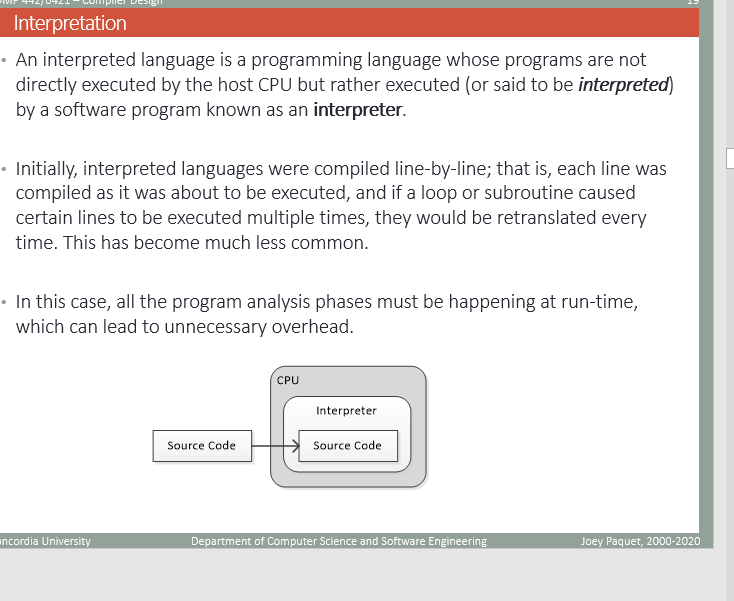 442/6421 – Compiler Design
19
Interpretation
• An interpreted language is a programming language whose programs are not
directly executed by the host CPU but rather executed (or said to be interpreted)
by a software program known as an interpreter.
• Initially, interpreted languages were compiled line-by-line; that is, each line was
compiled as it was about to be executed, and if a loop or subroutine caused
certain lines to be executed multiple times, they would be retranslated every
time. This has become much less common.
• In this case, all the program analysis phases must be happening at run-time,
which can lead to unnecessary overhead.
CPU
Interpreter
Source Code
Source Code
oncordia University
Department of Computer Science and Software Engineering
Joey Paquet, 2000-2020